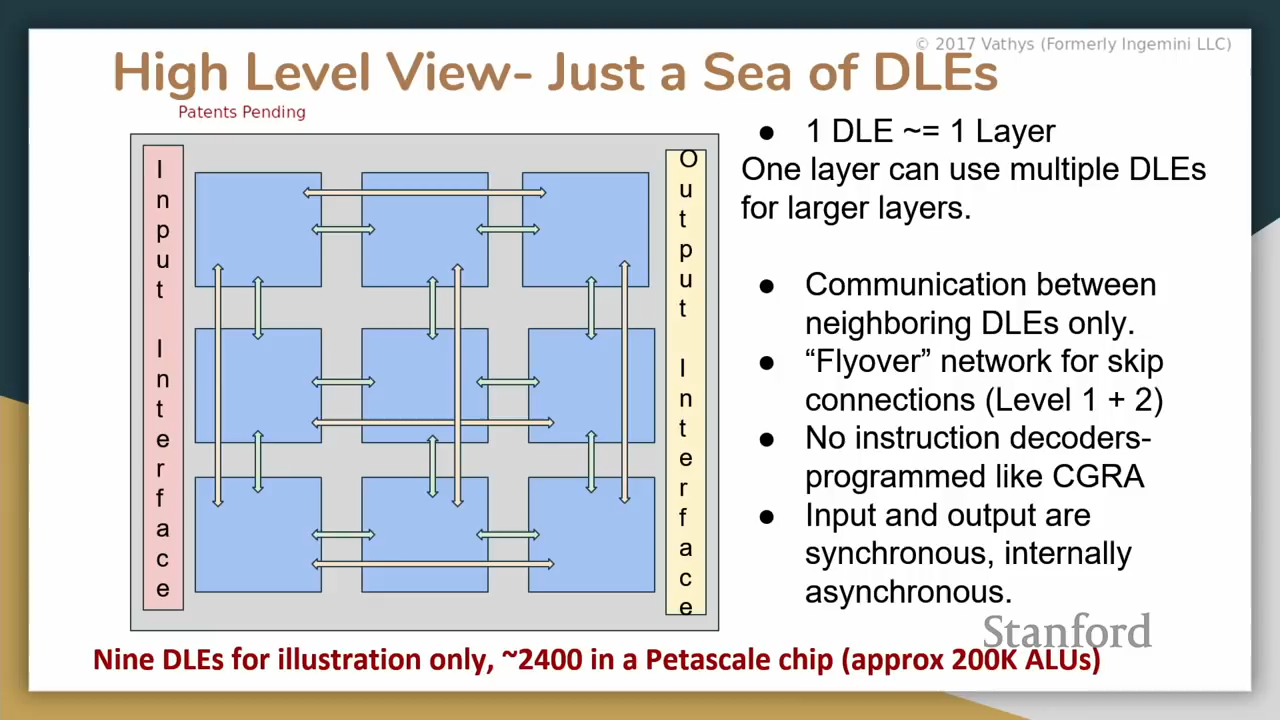 © 2017 Vathys (Formerly Ingemini LLC)
High Level View- Just a Sea of DLEs
Patents Pending
Input Interface
Output Interface
● 1 DLE ~= 1 Layer
One layer can use multiple DLEs
for larger layers.
● Communication between
neighboring DLEs only.
● “Flyover” network for skip
connections (Level 1 + 2)
● No instruction decoders-
programmed like CGRA
● Input and output are
synchronous, internally
asynchronous.
Stanford
Nine DLEs for illustration only, ~2400 in a Petascale chip (approx 200K ALUs)